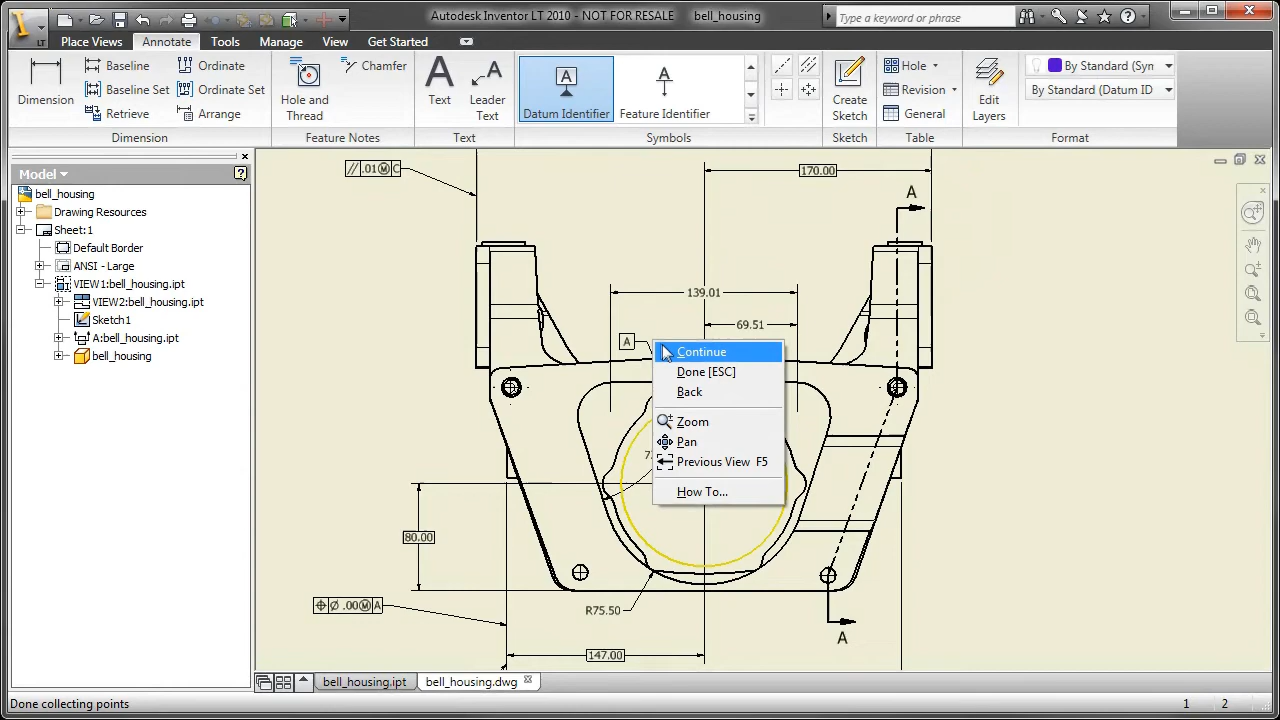 Autodesk Inventor LT 2010 - NOT FOR RESALE bell_housing
Type a keyword or phrase
LT
Place Views Annotate Tools Manage View Get Started
Dimension
Baseline
Baseline Set
Retrieve
Ordinate
Ordinate Set
Arrange
Dimension
Hole and
Thread
Chamfer
Feature Notes
A
Text
A
Leader
Text
Text
A
Datum Identifier
A
Feature Identifier
Symbols
Create
Sketch
Sketch
Hole
Revision
General
Table
Edit
Layers
By Standard (Syn
By Standard (Datum ID
Format
Model
bell_housing
Drawing Resources
Sheet:1
Default Border
ANSI - Large
VIEW1:bell_housing.ipt
VIEW2:bell_housing.ipt
Sketch1
A:bell_housing.ipt
bell_housing
// .01Ⓜ C
170.00
A
139.01
69.51
A
Continue
Done [ESC]
Back
Zoom
Pan
Previous View F5
How To...
80.00
⌖ Ø .00Ⓜ A
R75.50
A
147.00
bell_housing.ipt bell_housing.dwg
Done collecting points 1 2